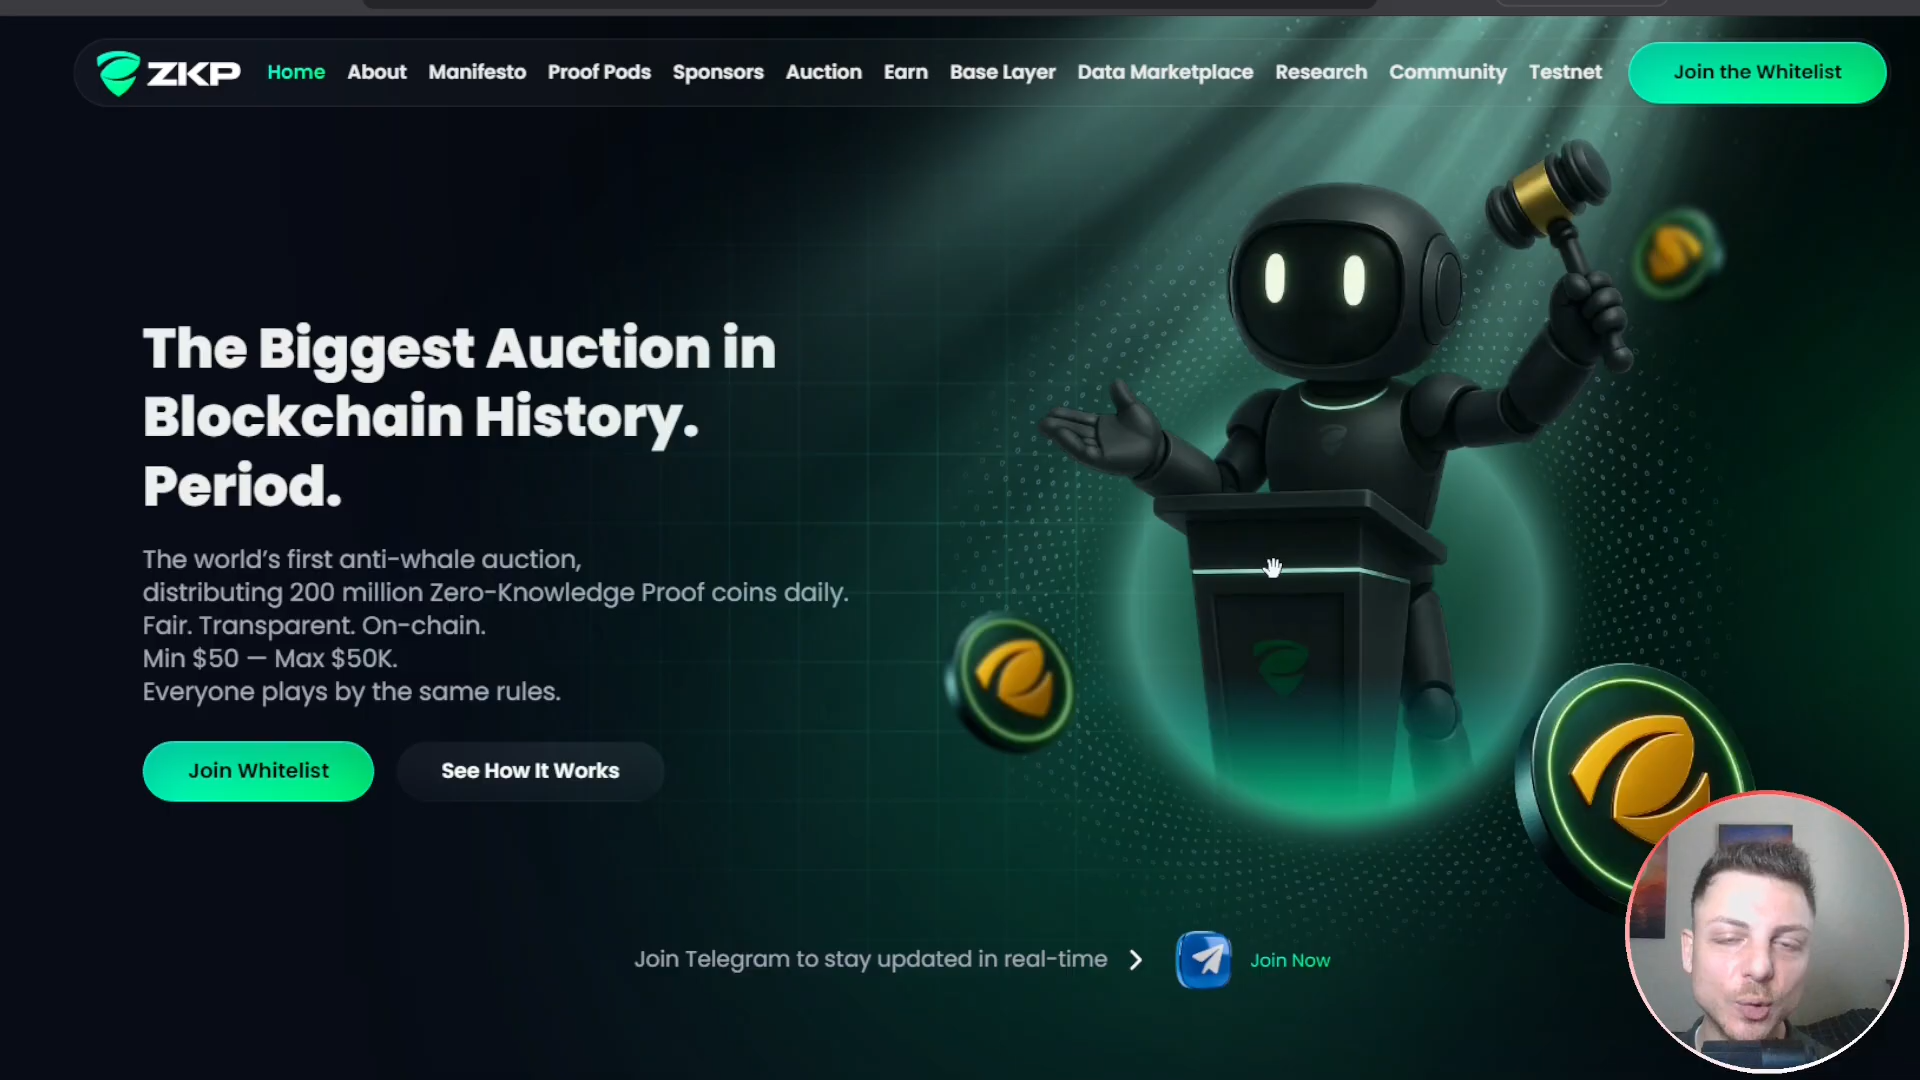 ZKP Home About Manifesto Proof Pods Sponsors Auction Earn Base Layer Data Marketplace Research Community Testnet Join the Whitelist
The Biggest Auction in
Blockchain History.
Period.
The world's first anti-whale auction,
distributing 200 million Zero-Knowledge Proof coins daily.
Fair. Transparent. On-chain.
Min $50 — Max $50K.
Everyone plays by the same rules.
Join Whitelist See How It Works
Join Telegram to stay updated in real-time Join Now